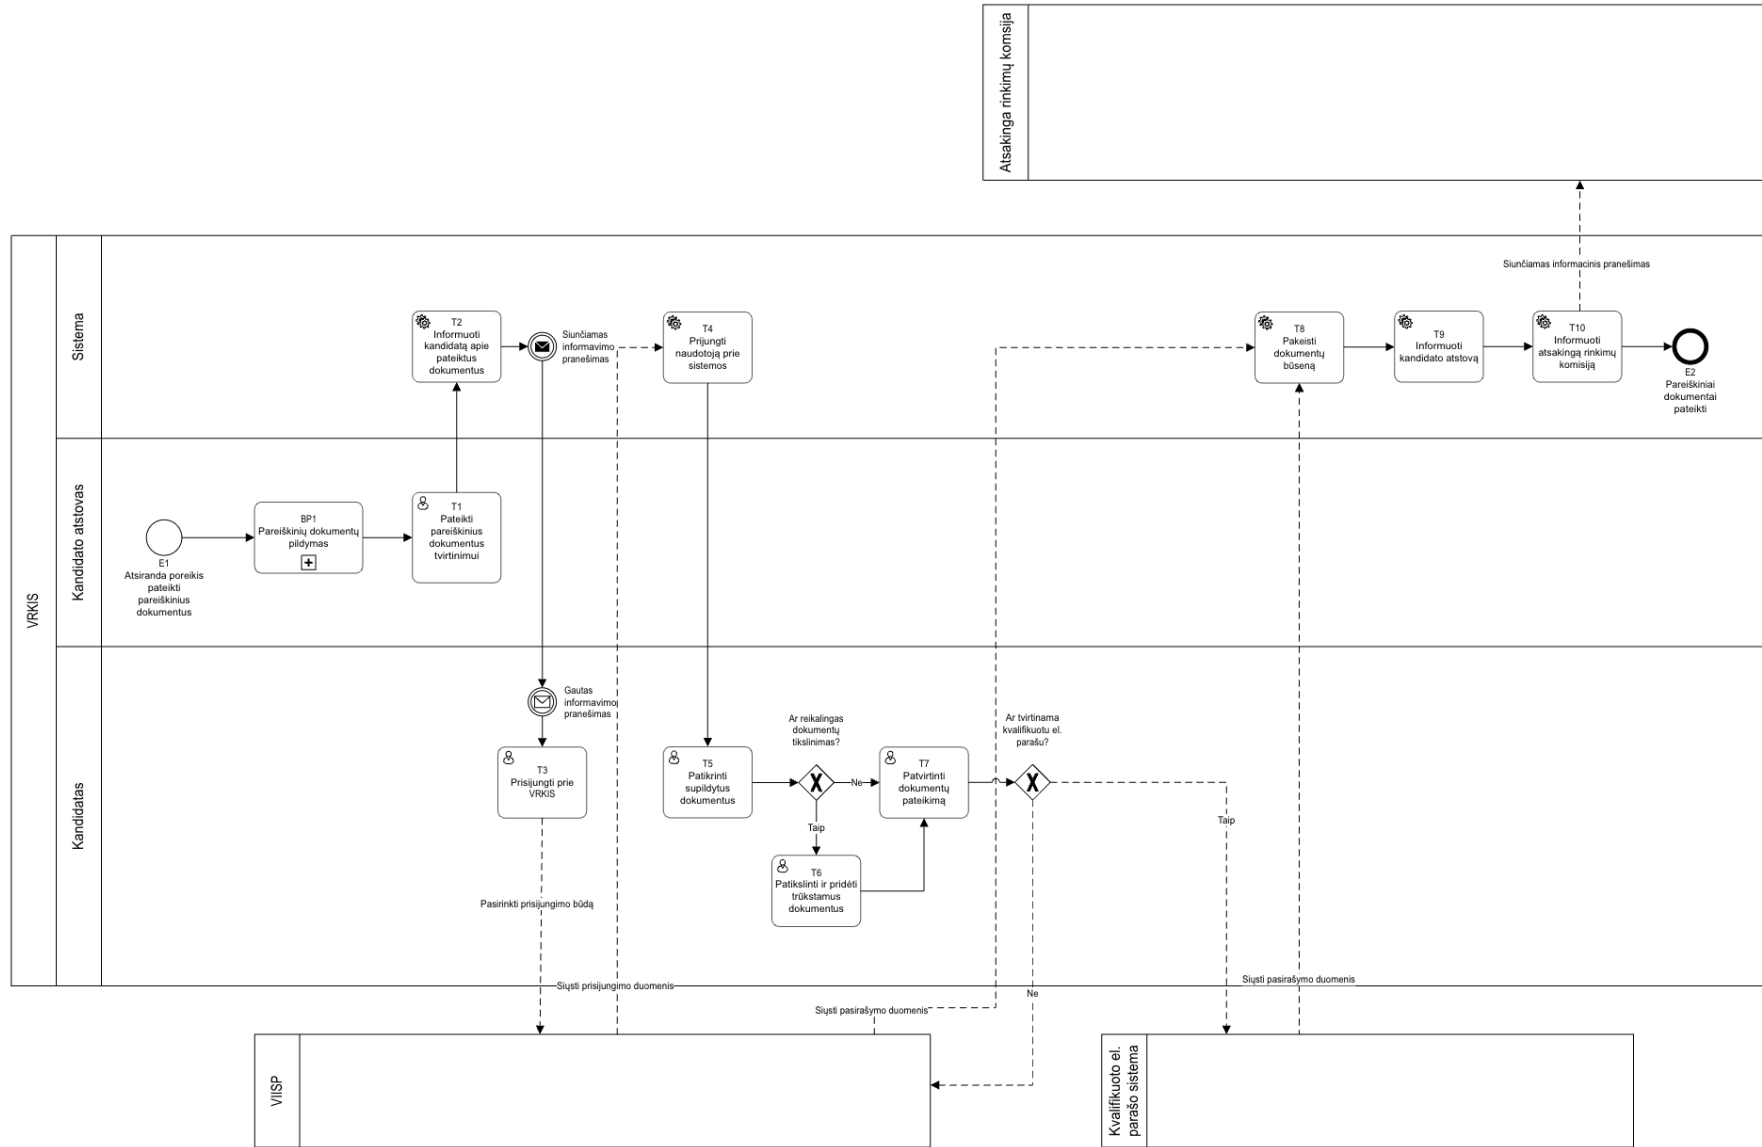 Atsakinga rinkimų komsija
Siunčiamas informacinis pranešimas
VRKIS
Sistema
T2
Informuoti
kandidatą apie
pateiktus
dokumentus
Siunčiamas
informavimo
pranešimas
T4
Prijungti
naudotoją prie
sistemos
T8
Pakeisti
dokumentų
būseną
T9
Informuoti
kandidato atstovą
T10
Informuoti
atsakingą rinkimų
komisiją
E2
Pareiškiniai
dokumentai
pateikti
Kandidato atstovas
E1
Atsiranda poreikis
pateikti
pareiškinius
dokumentus
BP1
Pareiškinių dokumentų
pildymas
T1
Pateikti
pareiškinius
dokumentus
tvirtinimui
Kandidatas
Gautas
informavimo
pranešimas
T3
Prisijungti prie
VRKIS
T5
Patikrinti
supildytus
dokumentus
Ar reikalingas
dokumentų
tikslinimas?
Ne
Taip
T6
Patikslinti ir pridėti
trūkstamus
dokumentus
T7
Patvirtinti
dokumentų
pateikimą
Ar tvirtinama
kvalifikuotu el.
parašu?
Taip
Pasirinkti prisijungimo būdą
Siųsti prisijungimo duomenis
Siųsti pasirašymo duomenis
Ne
Siųsti pasirašymo duomenis
VIISP
Kvalifikuoto el.
parašo sistema